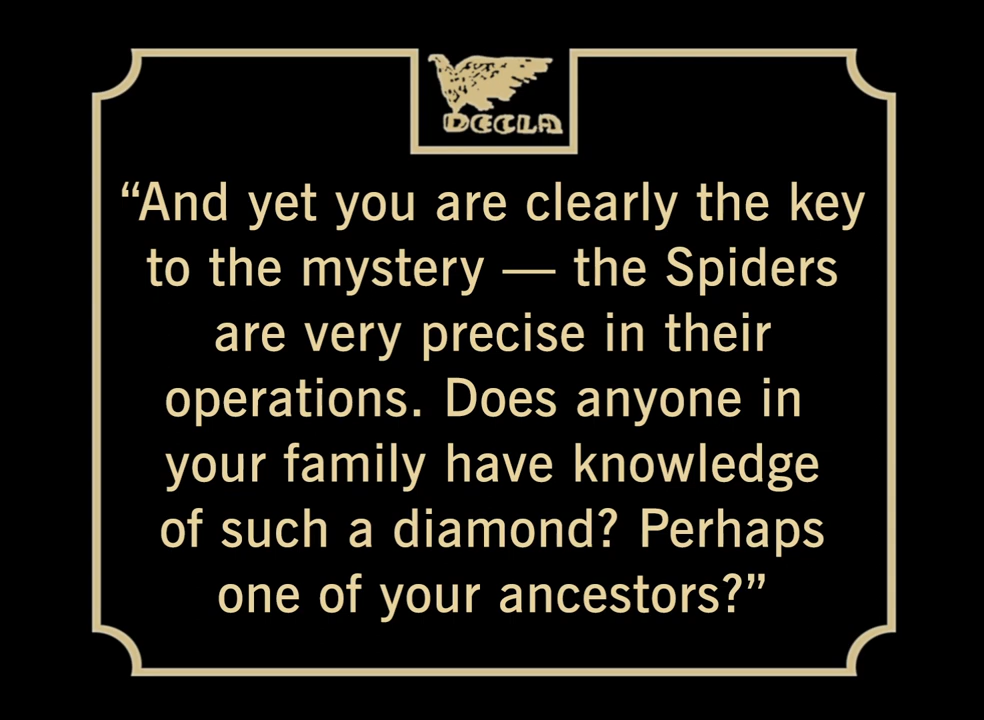 DECLA
“And yet you are clearly the key
to the mystery — the Spiders
are very precise in their
operations. Does anyone in
your family have knowledge
of such a diamond? Perhaps
one of your ancestors?”